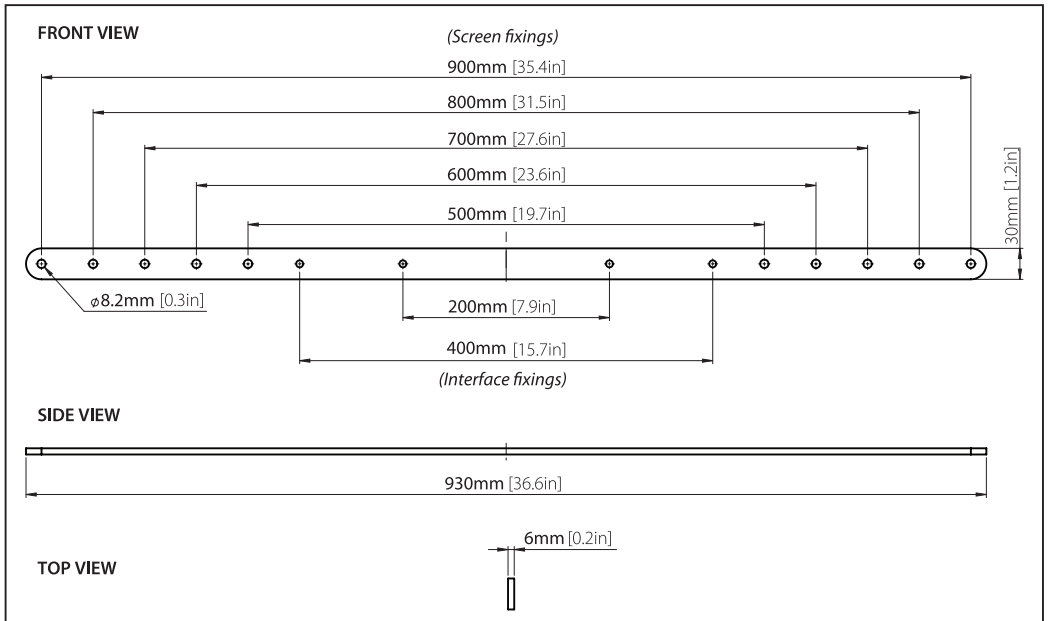 FRONT VIEW
(Screen fixings)
900mm [35.4in]
800mm [31.5in]
700mm [27.6in]
600mm [23.6in]
500mm [19.7in]
30mm [1.2in]
ø8.2mm [0.3in]
200mm [7.9in]
400mm [15.7in]
(Interface fixings)
SIDE VIEW
930mm [36.6in]
6mm [0.2in]
TOP VIEW